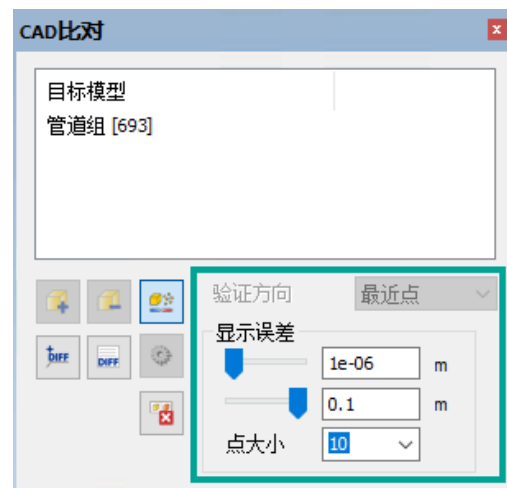 CAD比对
目标模型
管道组 [693]
验证方向 最近点
显示误差
1e-06 m
0.1 m
DIFF DIFF
点大小 10